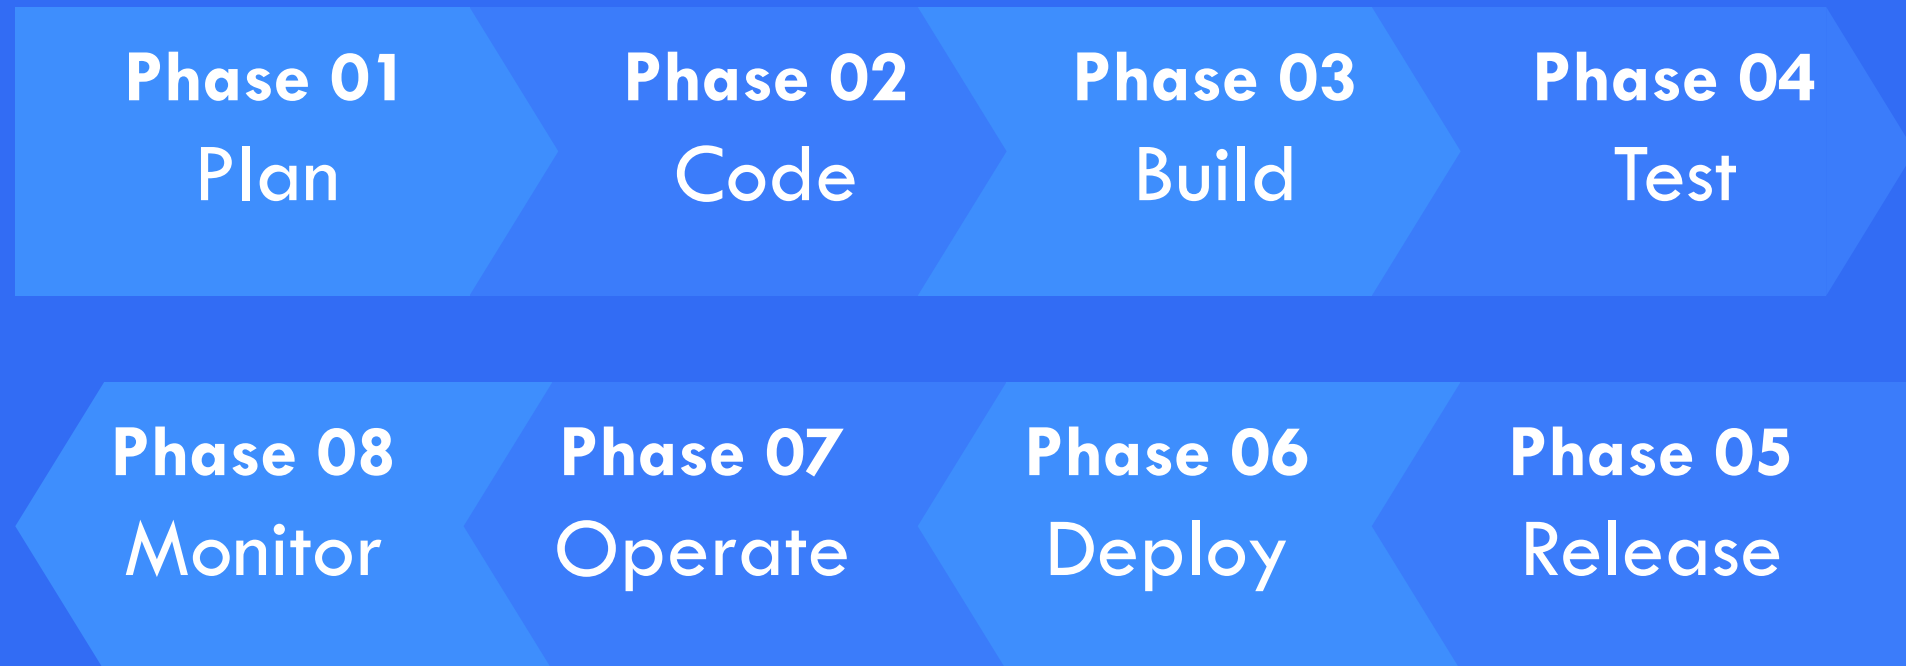 Phase 01
Plan
Phase 02
Code
Phase 03
Build
Phase 04
Test
Phase 08
Monitor
Phase 07
Operate
Phase 06
Deploy
Phase 05
Release